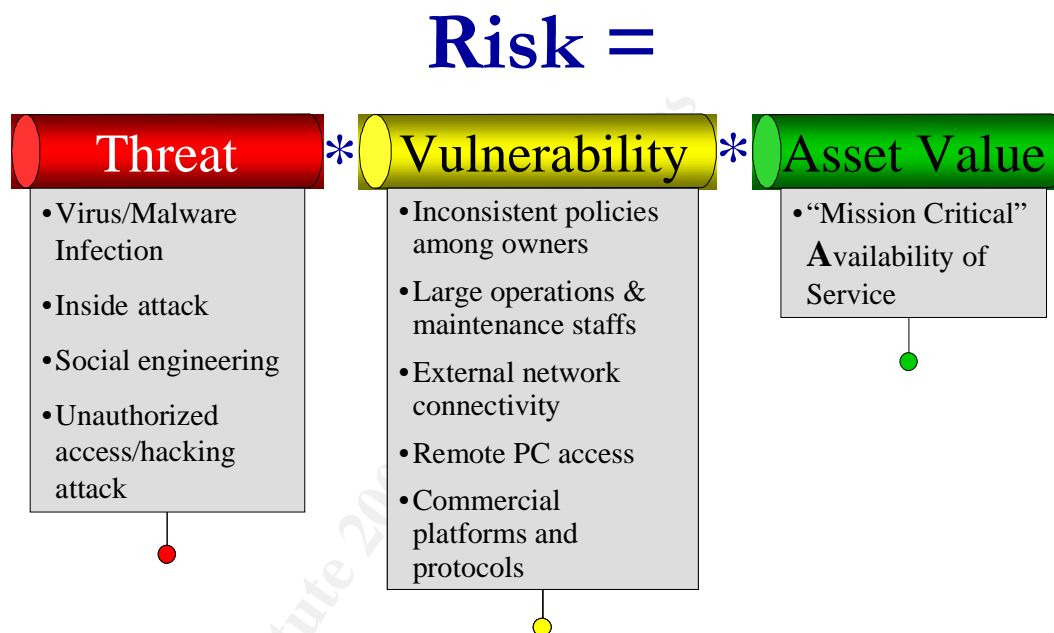 Risk =
Threat * Vulnerability * Asset Value
•Virus/Malware
Infection
•Inside attack
•Social engineering
•Unauthorized
access/hacking
attack
•Inconsistent policies
among owners
•Large operations &
maintenance staffs
•External network
connectivity
•Remote PC access
•Commercial
platforms and
protocols
•“Mission Critical”
Availability of
Service